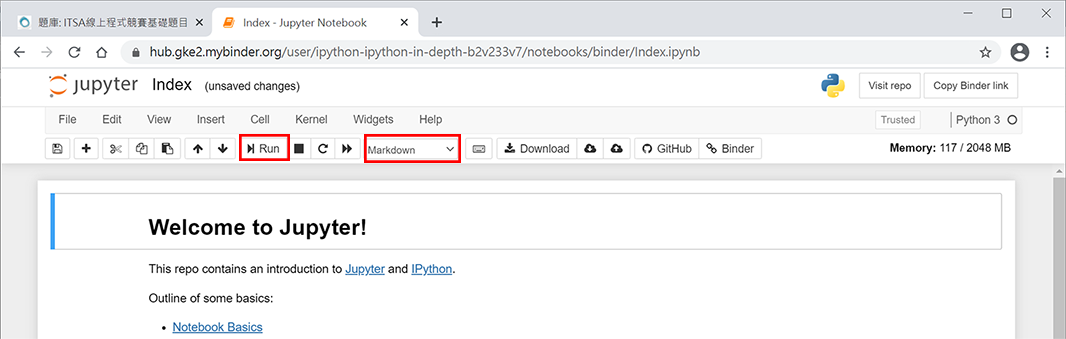 題庫: ITSA線上程式競賽基礎題目
Index - Jupyter Notebook
hub.gke2.mybinder.org/user/ipython-ipython-in-depth-b2v233v7/notebooks/binder/Index.ipynb
jupyter Index (unsaved changes) Visit repo Copy Binder link
File Edit View Insert Cell Kernel Widgets Help Trusted Python 3
Run Markdown Download GitHub Binder Memory: 117 / 2048 MB
Welcome to Jupyter!
This repo contains an introduction to Jupyter and IPython.
Outline of some basics:
• Notebook Basics